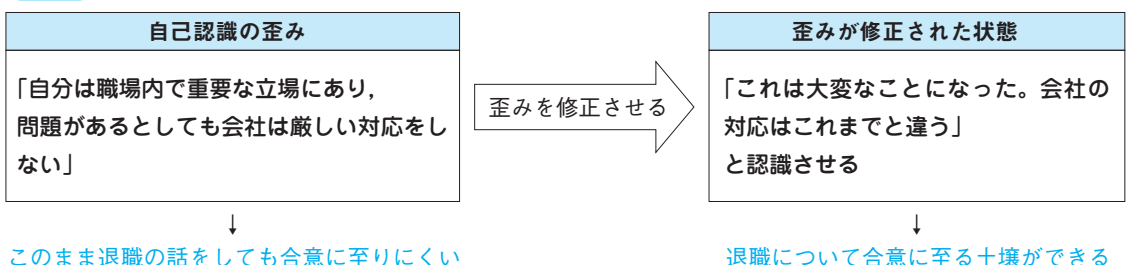 自己認識の歪み
「自分は職場内で重要な立場にあり,
問題があるとしても会社は厳しい対応をし
ない」
↓
このまま退職の話をしても合意に至りにくい
歪みを修正させる
歪みが修正された状態
「これは大変なことになった。会社の
対応はこれまでと違う」
と認識させる
↓
退職について合意に至る土壌ができる